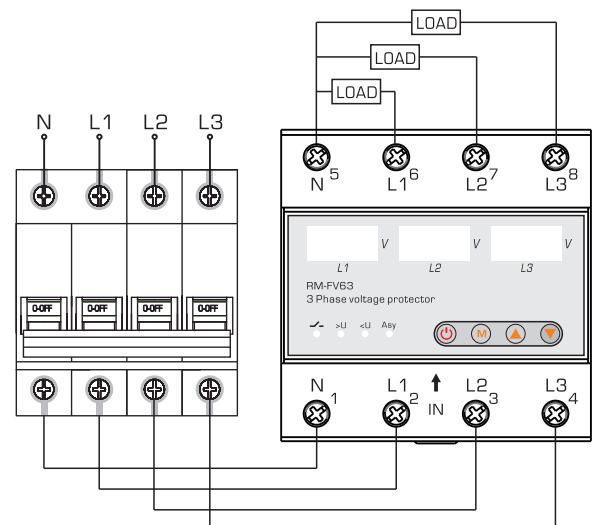 LOAD
LOAD
LOAD
N L1 L2 L3
N 5 L1 6 L2 7 L3 8
V V V
L1 L2 L3
RM-FV63
3 Phase voltage protector
>U <U Asy
O-OFF O-OFF O-OFF O-OFF
M
N 1 L1 2 IN L2 3 L3 4